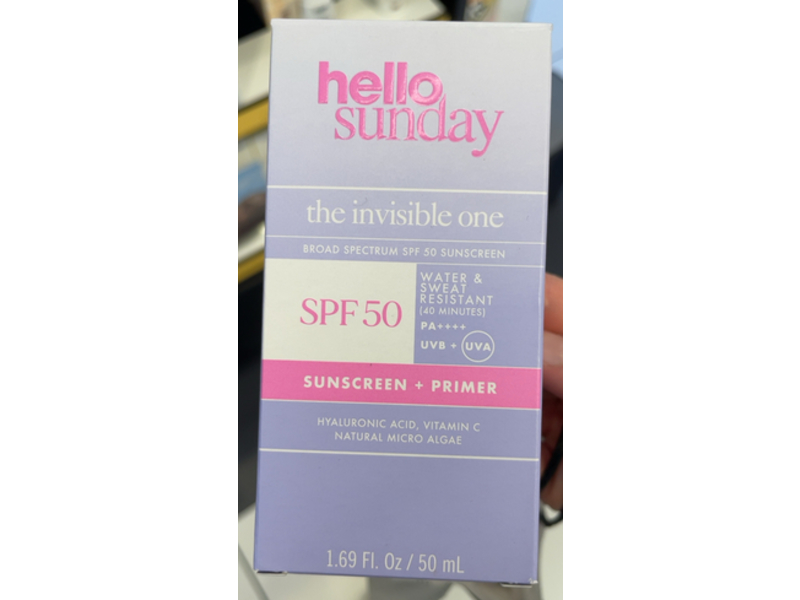 hello
sunday
the invisible one
BROAD SPECTRUM SPF 50 SUNSCREEN
SPF 50
WATER &
SWEAT
RESISTANT
(40 MINUTES)
PA++++
UVB + UVA
SUNSCREEN + PRIMER
HYALURONIC ACID, VITAMIN C
NATURAL MICRO ALGAE
1.69 Fl. Oz / 50 mL